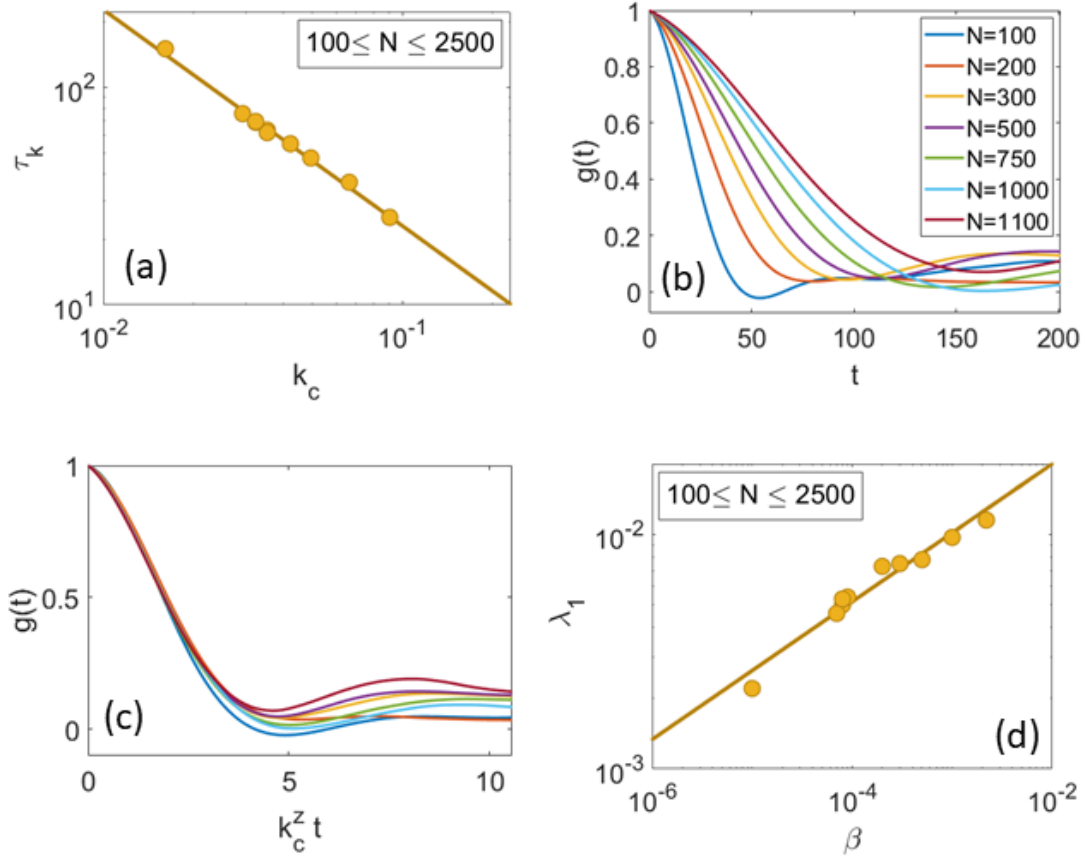 100≤ N ≤ 2500
10²
τₖ
10¹
(a)
10⁻²
10⁻¹
k_c
1
0.8
0.6
0.4
0.2
0
g(t)
N=100
N=200
N=300
N=500
N=750
N=1000
N=1100
(b)
0
50
100
150
200
t
1
0.5
0
g(t)
(c)
0
5
10
k_c^z t
100≤ N ≤ 2500
10⁻²
λ₁
10⁻³
(d)
10⁻⁶
10⁻⁴
10⁻²
β